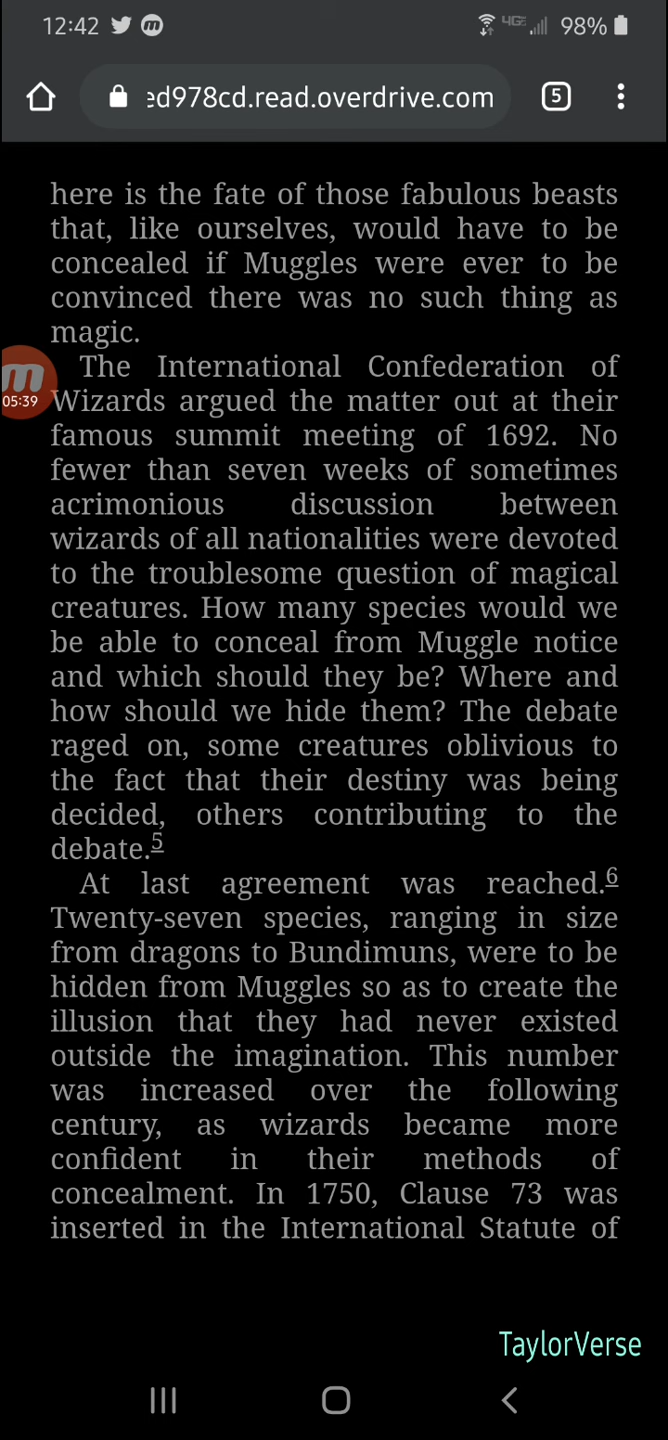 12:42 98%
ed978cd.read.overdrive.com 5
here is the fate of those fabulous beasts
that, like ourselves, would have to be
concealed if Muggles were ever to be
convinced there was no such thing as
magic.
The International Confederation of
Wizards argued the matter out at their
famous summit meeting of 1692. No
fewer than seven weeks of sometimes
acrimonious discussion between
wizards of all nationalities were devoted
to the troublesome question of magical
creatures. How many species would we
be able to conceal from Muggle notice
and which should they be? Where and
how should we hide them? The debate
raged on, some creatures oblivious to
the fact that their destiny was being
decided, others contributing to the
debate.5
At last agreement was reached.6
Twenty-seven species, ranging in size
from dragons to Bundimuns, were to be
hidden from Muggles so as to create the
illusion that they had never existed
outside the imagination. This number
was increased over the following
century, as wizards became more
confident in their methods of
concealment. In 1750, Clause 73 was
inserted in the International Statute of
05:39
TaylorVerse